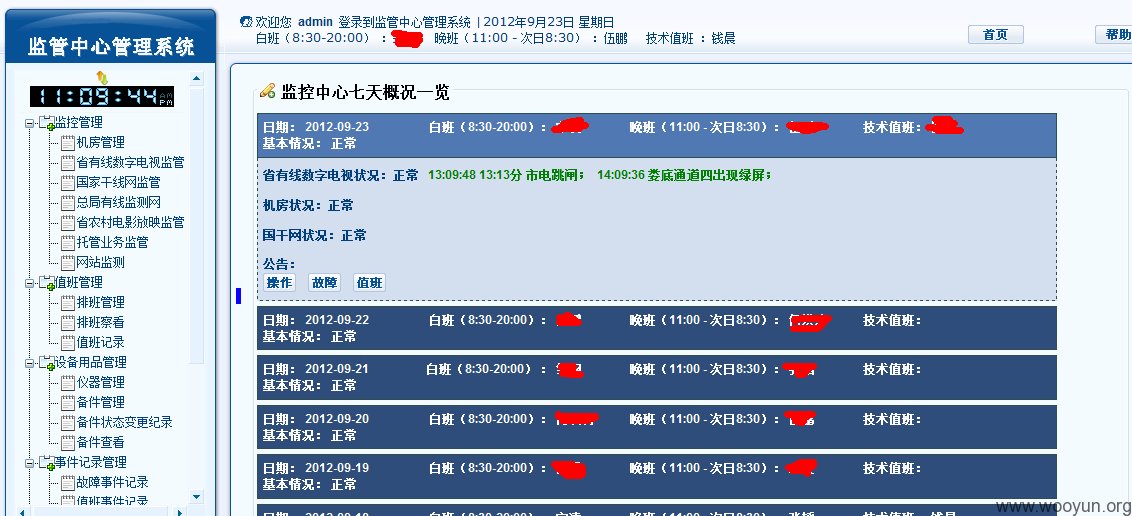 监管中心管理系统
11:09:44 AM PM
监控管理
机房管理
省有线数字电视监管
国家干线网监管
总局有线监测网
省农村电影放映监管
托管业务监管
网站监测
值班管理
排班管理
排班察看
值班记录
设备用品管理
仪器管理
备件管理
备件状态变更纪录
备件查看
事件记录管理
故障事件记录
值班事件记录
欢迎您 admin 登录到监管中心管理系统 | 2012年9月23日 星期日
白班(8:30-20:00) : 晚班(11:00 - 次日8:30) : 伍鹏 技术值班 : 钱晨
首页
帮助
监控中心七天概况一览
日期: 2012-09-23 白班(8:30-20:00) : 晚班(11:00 - 次日8:30) : 技术值班:
基本情况: 正常
省有线数字电视状况: 正常 13:09:48 13:13分 市电跳闸; 14:09:36 娄底通道四出现绿屏;
机房状况: 正常
国干网状况: 正常
公告:
操作 故障 值班
日期: 2012-09-22 白班(8:30-20:00) : 晚班(11:00 - 次日8:30) : 技术值班:
基本情况: 正常
日期: 2012-09-21 白班(8:30-20:00) : 晚班(11:00 - 次日8:30) : 技术值班:
基本情况: 正常
日期: 2012-09-20 白班(8:30-20:00) : 晚班(11:00 - 次日8:30) : 技术值班:
基本情况: 正常
日期: 2012-09-19 白班(8:30-20:00) : 晚班(11:00 - 次日8:30) : 技术值班:
基本情况: 正常
www.wooyun.org